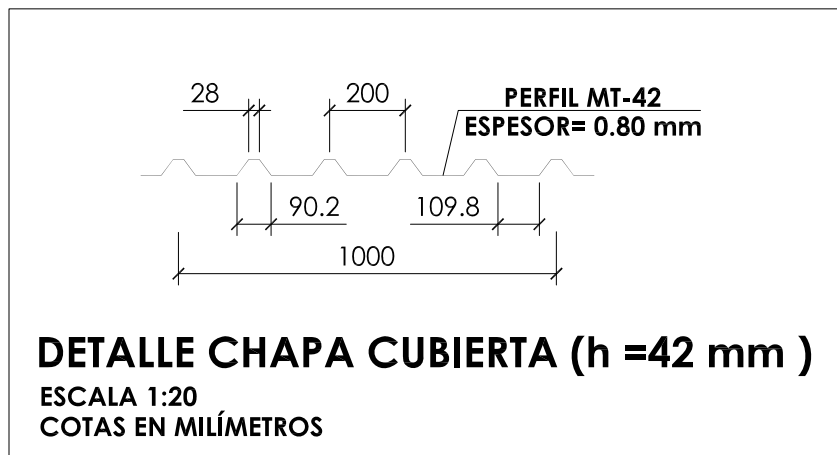 28
200
PERFIL MT-42
ESPESOR= 0.80 mm
90.2
109.8
1000
DETALLE CHAPA CUBIERTA (h =42 mm )
ESCALA 1:20
COTAS EN MILÍMETROS